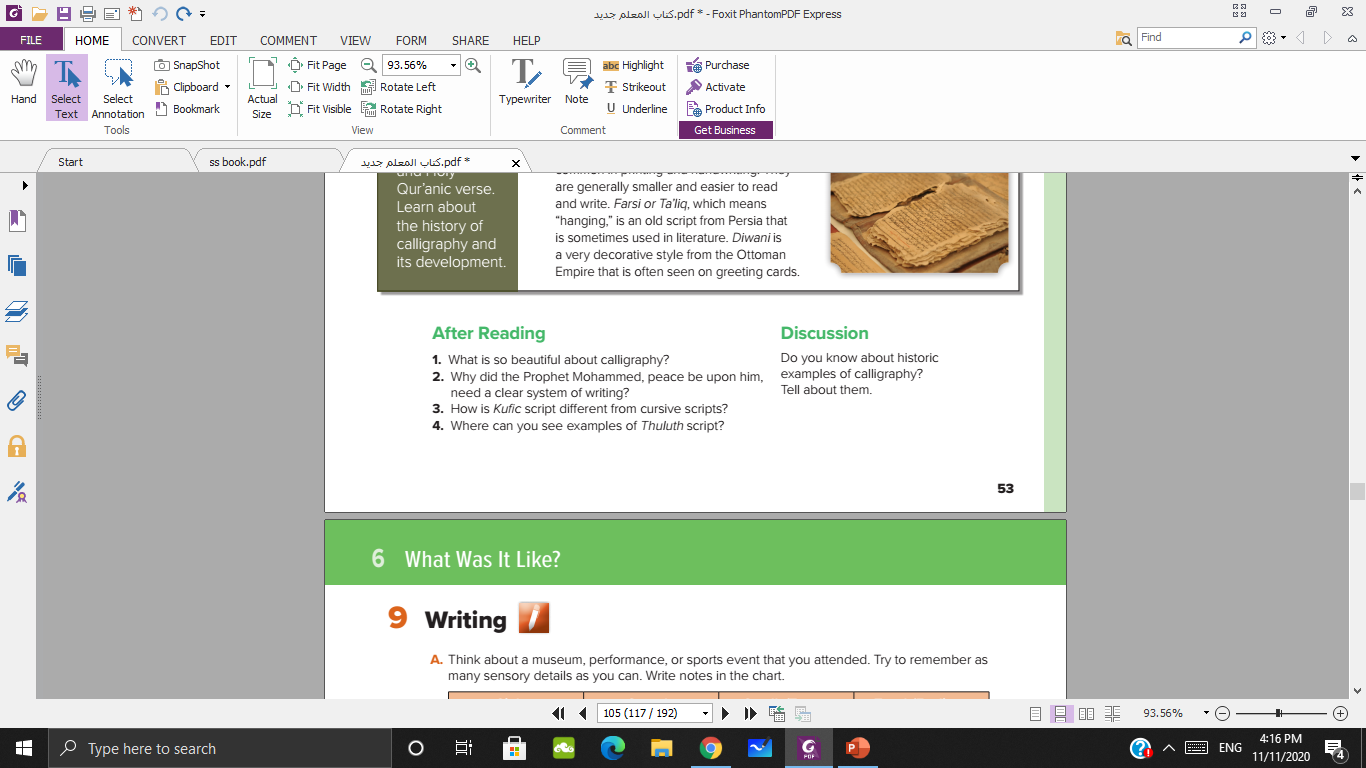 كتاب المعلم جديد.pdf * - Foxit PhantomPDF Express
FILE HOME CONVERT EDIT COMMENT VIEW FORM SHARE HELP
Find
Hand
Select Text
Select Annotation
SnapShot
Clipboard
Bookmark
Tools
Actual Size
Fit Page
Fit Width
Fit Visible
93.56%
Rotate Left
Rotate Right
View
Typewriter
Note
Highlight
Strikeout
Underline
Comment
Purchase
Activate
Product Info
Get Business
Start
ss book.pdf
كتاب المعلم جديد.pdf *
and Holy
Qur'anic verse.
Learn about
the history of
calligraphy and
its development.
common in printing and handwriting. They
are generally smaller and easier to read
and write. Farsi or Ta'liq, which means
“hanging,” is an old script from Persia that
is sometimes used in literature. Diwani is
a very decorative style from the Ottoman
Empire that is often seen on greeting cards.
After Reading
1. What is so beautiful about calligraphy?
2. Why did the Prophet Mohammed, peace be upon him,
need a clear system of writing?
3. How is Kufic script different from cursive scripts?
4. Where can you see examples of Thuluth script?
Discussion
Do you know about historic
examples of calligraphy?
Tell about them.
53
6 What Was It Like?
9 Writing
A. Think about a museum, performance, or sports event that you attended. Try to remember as
many sensory details as you can. Write notes in the chart.
105 (117 / 192)
93.56%
Type here to search
ENG
4:16 PM
11/11/2020
4